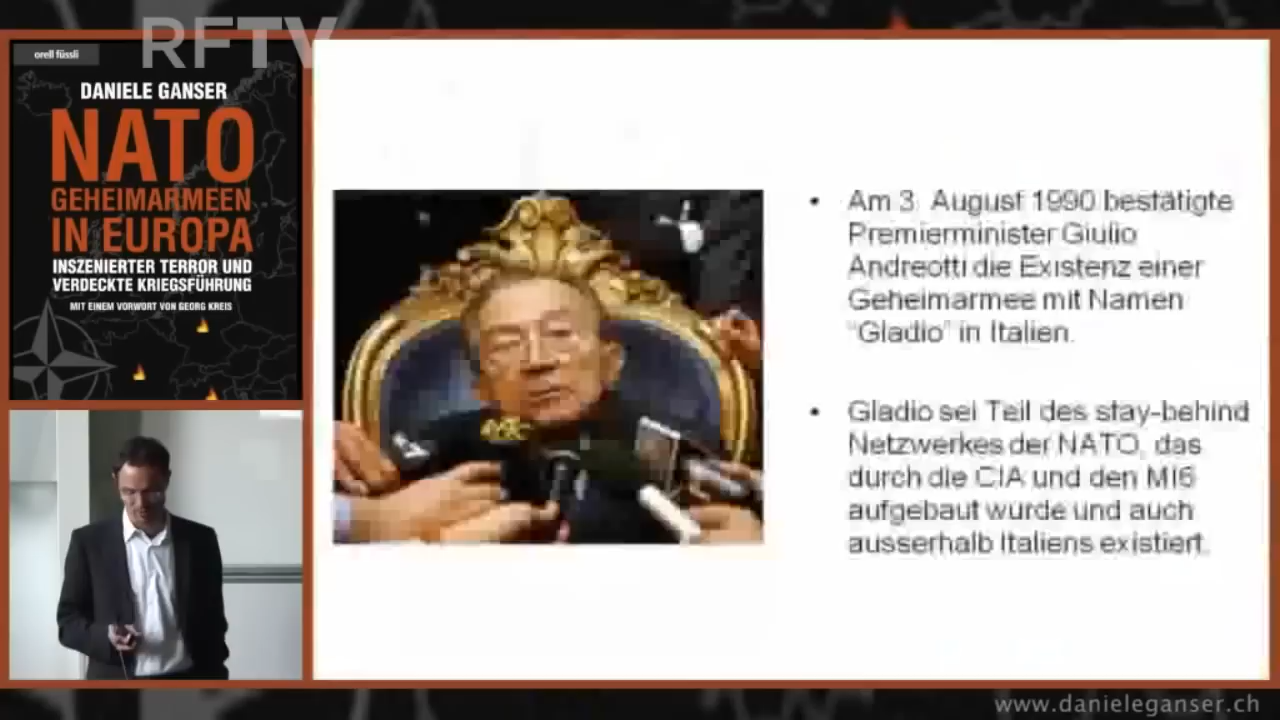 RFTV
orell füssli
DANIELE GANSER
NATO
GEHEIMARMEEN
IN EUROPA
INSZENIERTER TERROR UND
VERDECKTE KRIEGSFÜHRUNG
MIT EINEM VORWORT VON GEORG KREIS
• Am 3. August 1990 bestätigte
Premierminister Giulio
Andreotti die Existenz einer
Geheimarmee mit Namen
"Gladio" in Italien.
• Gladio sei Teil des stay-behind
Netzwerkes der NATO, das
durch die CIA und den MI6
aufgebaut wurde und auch
ausserhalb Italiens existiert.
www.danieleganser.ch